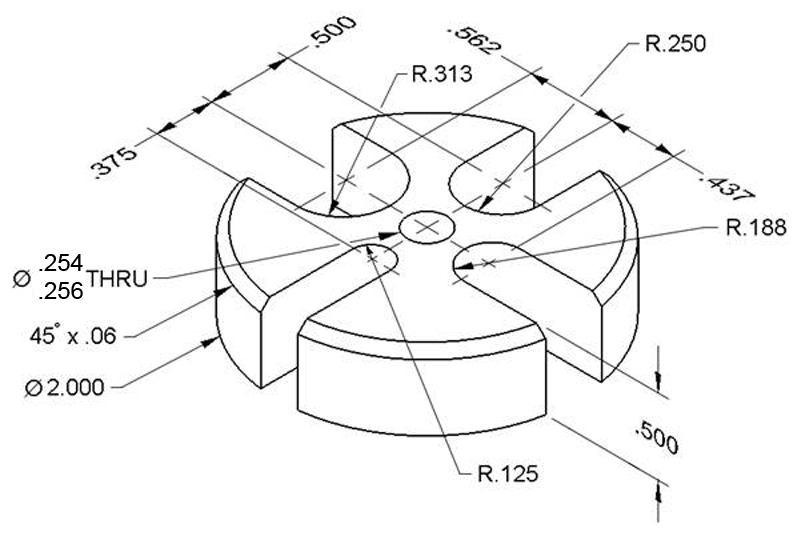 .500
.562
R.250
R.313
.375
.437
R.188
Ø .254 THRU
.256
45° x .06
Ø2.000
.500
R.125